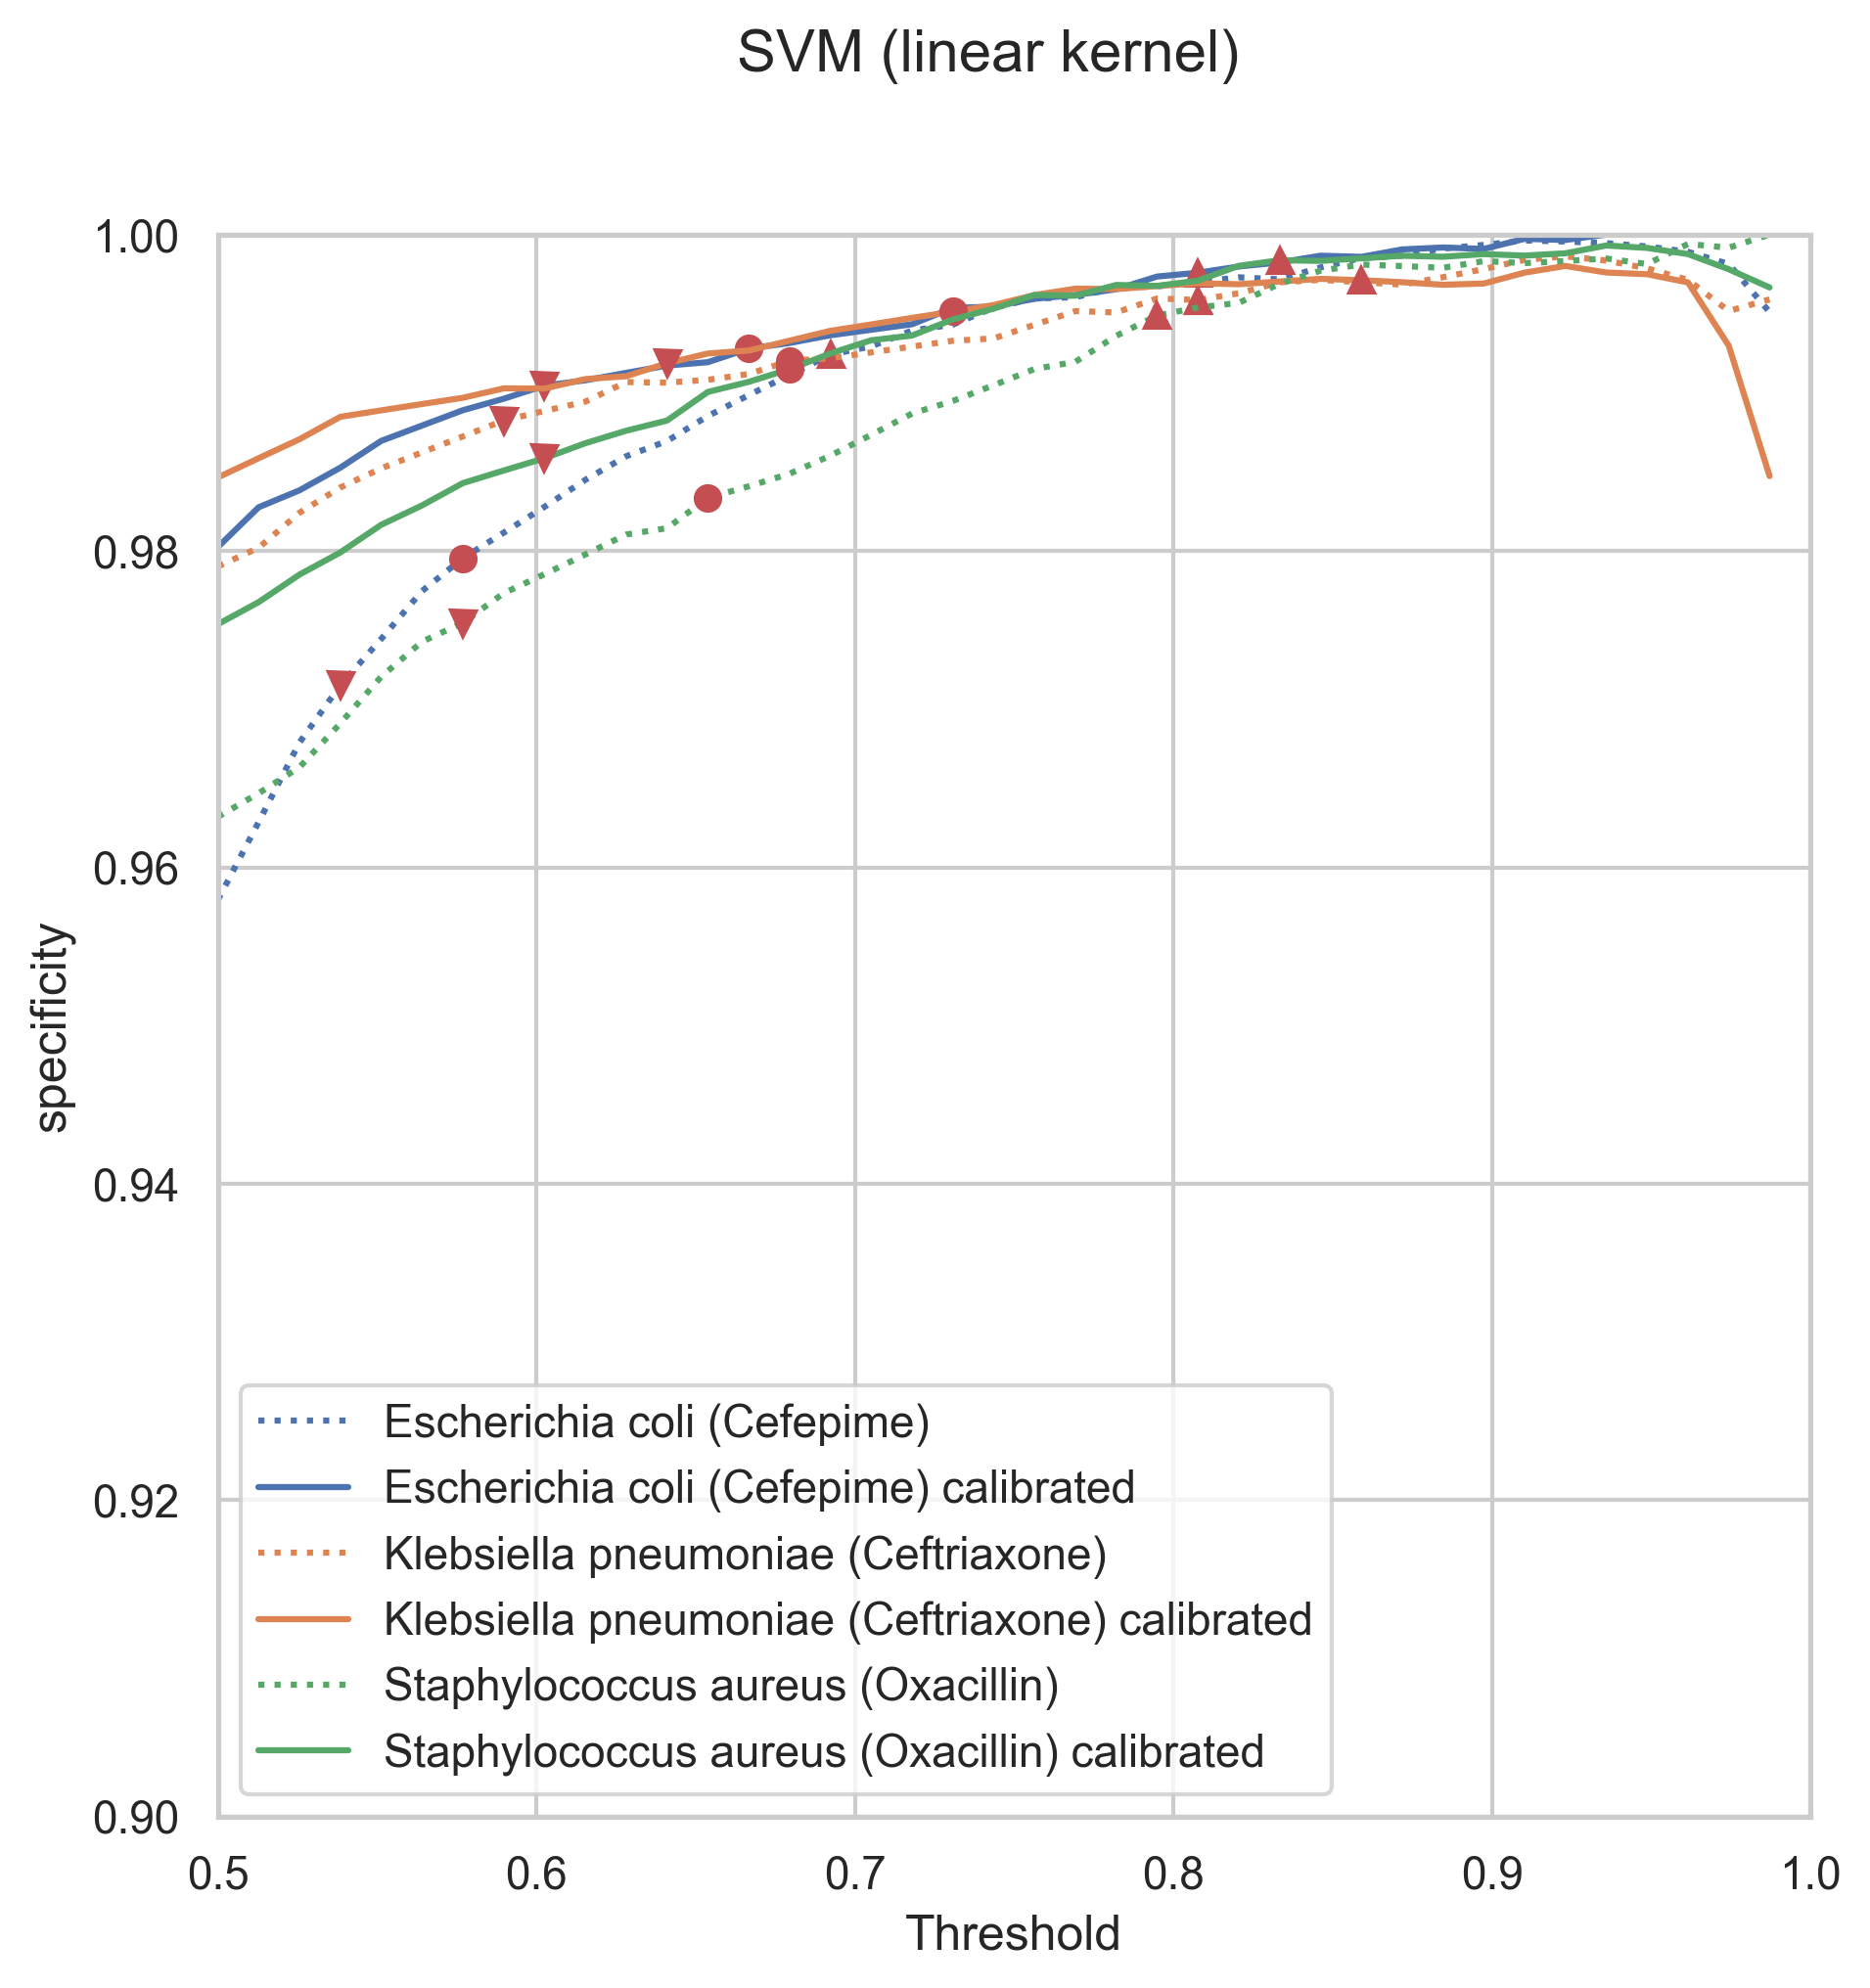 SVM (linear kernel)
1.00
0.98
0.96
0.94
0.92
0.90
specificity
Escherichia coli (Cefepime)
Escherichia coli (Cefepime) calibrated
Klebsiella pneumoniae (Ceftriaxone)
Klebsiella pneumoniae (Ceftriaxone) calibrated
Staphylococcus aureus (Oxacillin)
Staphylococcus aureus (Oxacillin) calibrated
0.5 0.6 0.7 0.8 0.9 1.0
Threshold